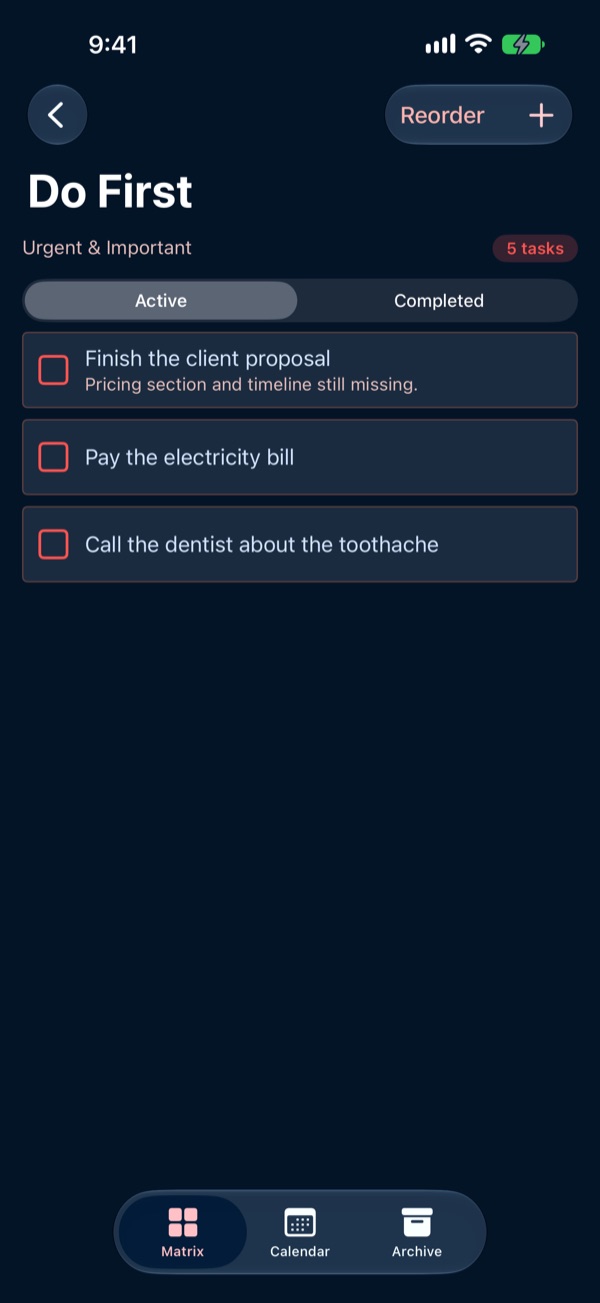 9:41
Reorder
Do First
Urgent & Important
5 tasks
Active
Completed
Finish the client proposal
Pricing section and timeline still missing.
Pay the electricity bill
Call the dentist about the toothache
Matrix
Calendar
Archive